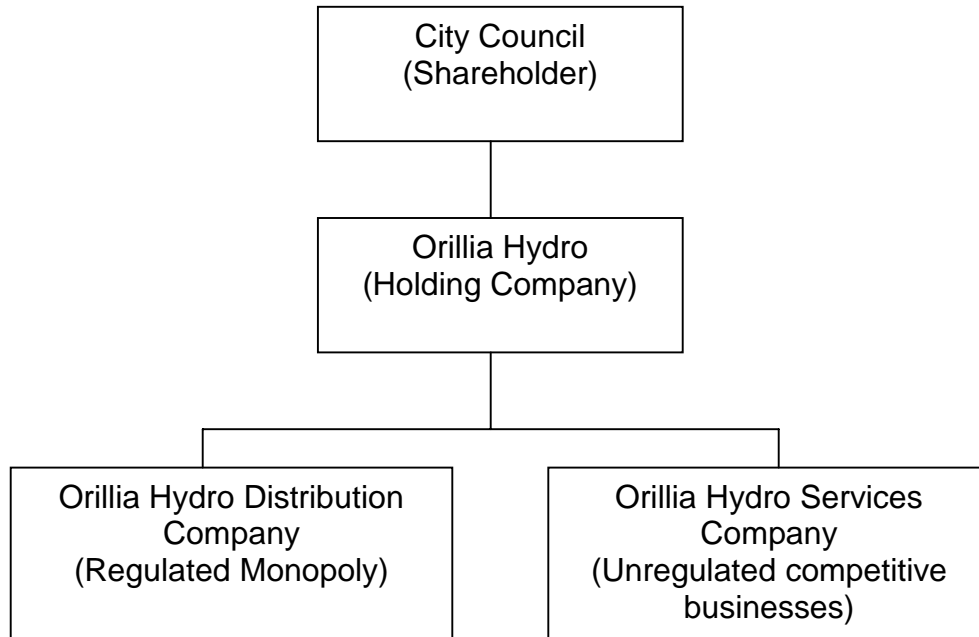 City Council
(Shareholder)
Orillia Hydro
(Holding Company)
Orillia Hydro Distribution
Company
(Regulated Monopoly)
Orillia Hydro Services
Company
(Unregulated competitive
businesses)